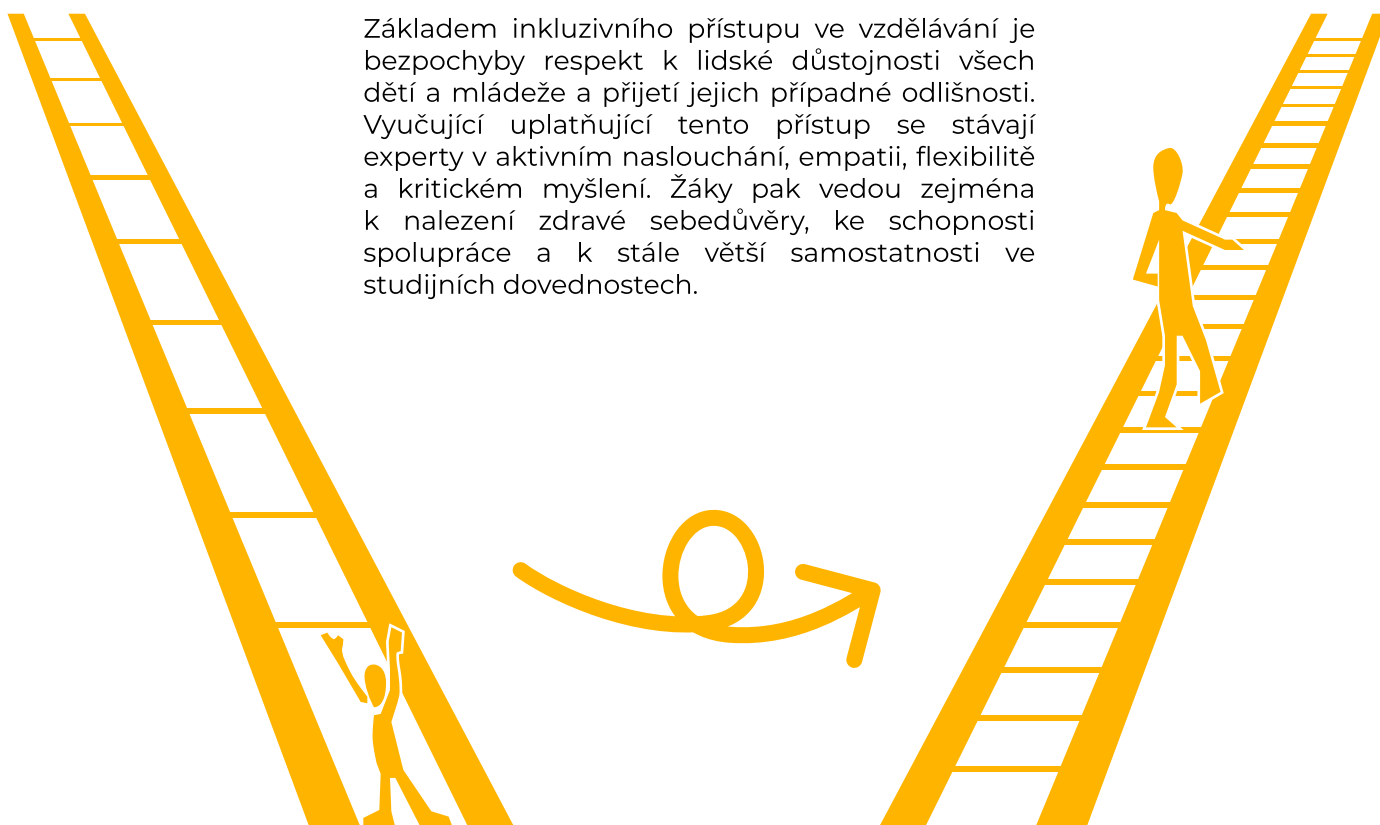 Základem inkluzivního přístupu ve vzdělávání je
bezpochyby respekt k lidské důstojnosti všech
dětí a mládeže a přijetí jejich případné odlišnosti.
Vyučující uplatňující tento přístup se stávají
experty v aktivním naslouchání, empatii, flexibilitě
a kritickém myšlení. Žáky pak vedou zejména
k nalezení zdravé sebedůvěry, ke schopnosti
spolupráce a k stále větší samostatnosti ve
studijních dovednostech.